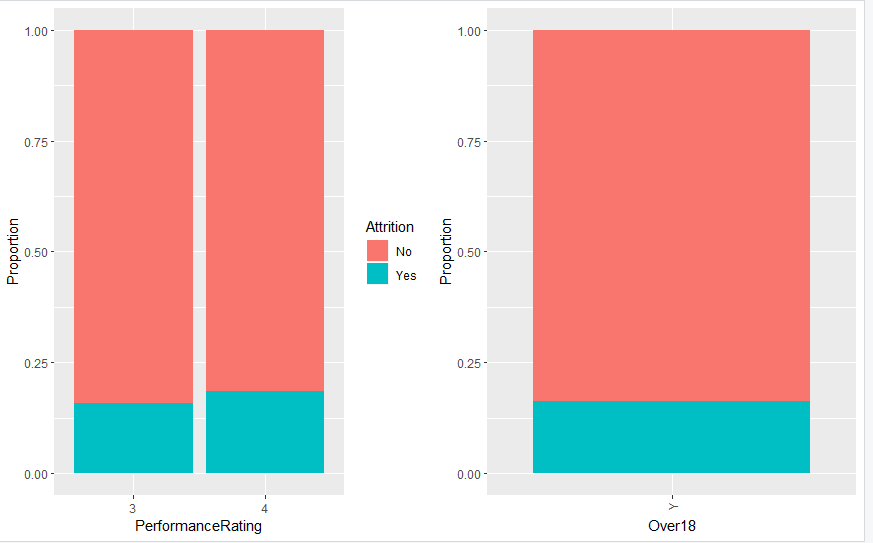 Proportion
1.00
0.75
0.50
0.25
0.00
3
4
PerformanceRating
Attrition
No
Yes
Proportion
1.00
0.75
0.50
0.25
0.00
Y
Over18